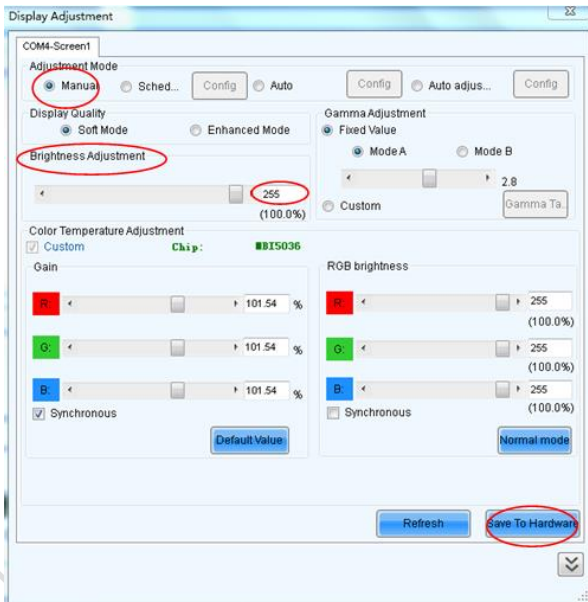 Display Adjustment
COM4-Screen1
Adjustment Mode
Manual Sched... Config Auto Config Auto adjus... Config
Display Quality
Soft Mode Enhanced Mode
Gamma Adjustment
Fixed Value
Mode A Mode B
2.8
Custom Gamma Ta..
Brightness Adjustment
255
(100.0%)
Color Temperature Adjustment
Custom Chip: MBI5036
Gain
R: 101.54 %
G: 101.54 %
B: 101.54 %
Synchronous
Default Value
RGB brightness
R: 255
(100.0%)
G: 255
(100.0%)
B: 255
(100.0%)
Synchronous
Normal mode
Refresh Save To Hardware